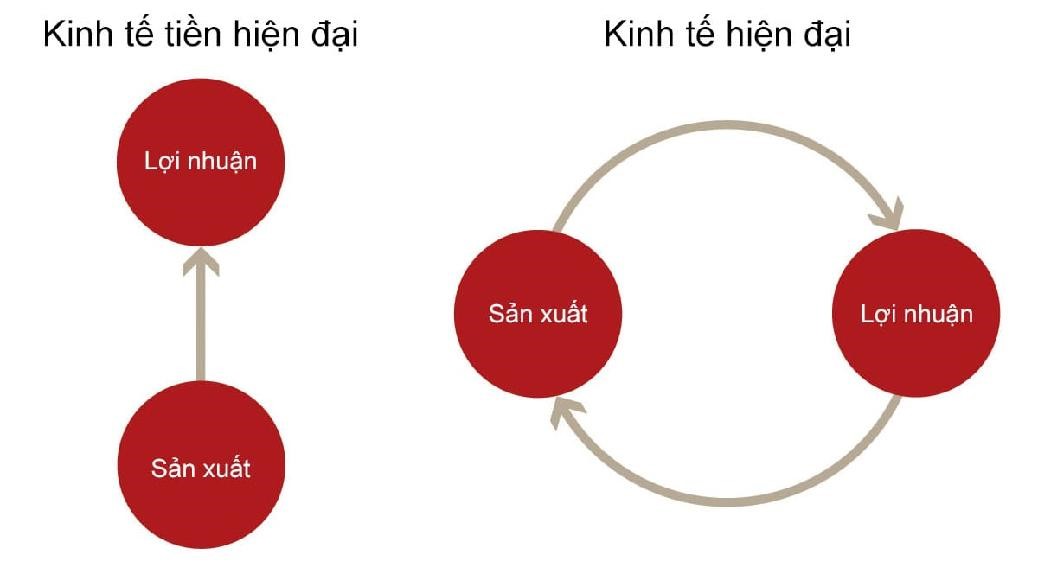 Kinh tế tiền hiện đại
Lợi nhuận
Sản xuất
Kinh tế hiện đại
Sản xuất
Lợi nhuận